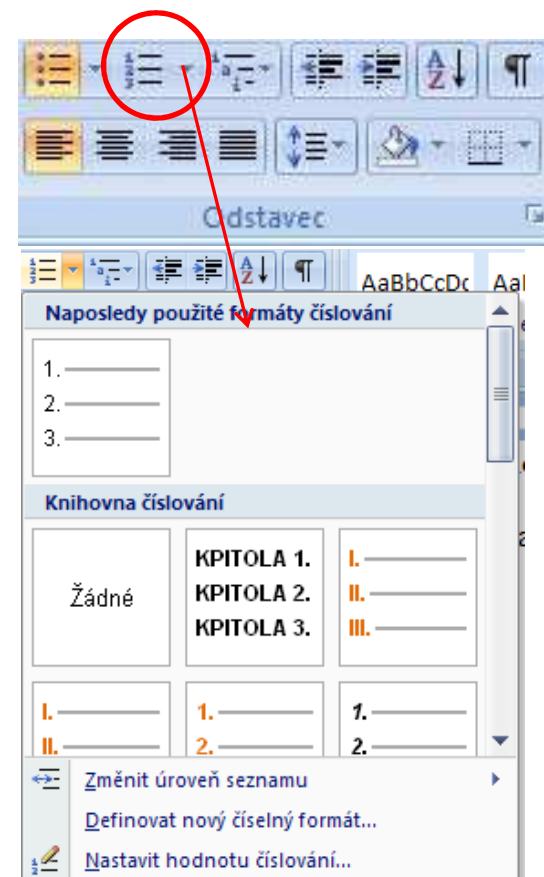 Odstavec
AaBbCcDc Aa
Naposledy použité formáty číslování
1.
2.
3.
Knihovna číslování
Žádné
KPITOLA 1.
KPITOLA 2.
KPITOLA 3.
I.
II.
III.
I.
II.
1.
2.
1.
2.
Změnit úroveň seznamu
Definovat nový číselný formát...
Nastavit hodnotu číslování...